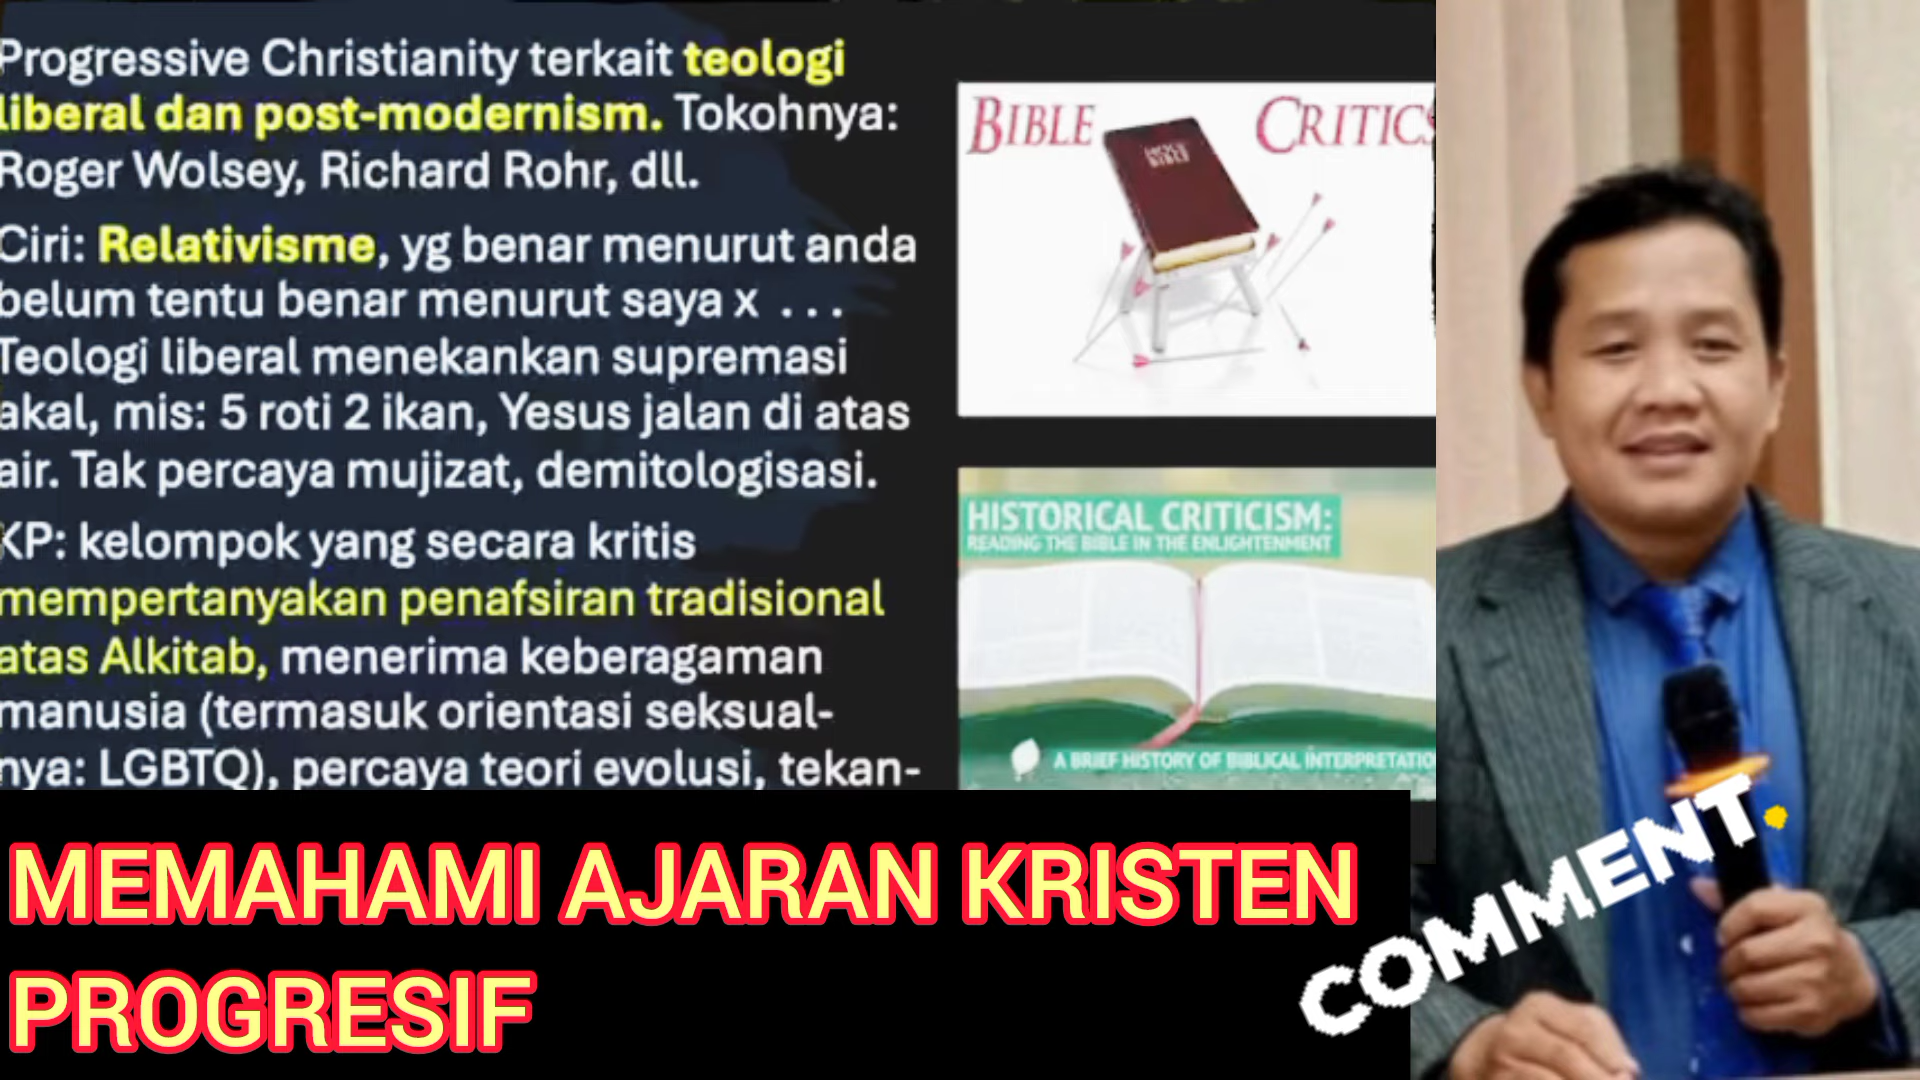 Progressive Christianity terkait teologi
liberal dan post-modernism. Tokohnya:
Roger Wolsey, Richard Rohr, dll.
Ciri: Relativisme, yg benar menurut anda
belum tentu benar menurut saya x . . .
Teologi liberal menekankan supremasi
akal, mis: 5 roti 2 ikan, Yesus jalan di atas
air. Tak percaya mujizat, demitologisasi.
KP: kelompok yang secara kritis
mempertanyakan penafsiran tradisional
atas Alkitab, menerima keberagaman
manusia (termasuk orientasi seksual-
nya: LGBTQ), percaya teori evolusi, tekan-
BIBLE CRITICS
HOLY
BIBLE
HISTORICAL CRITICISM:
READING THE BIBLE IN THE ENLIGHTENMENT
A BRIEF HISTORY OF BIBLICAL INTERPRETATIO
MEMAHAMI AJARAN KRISTEN
PROGRESIF
COMMENT.